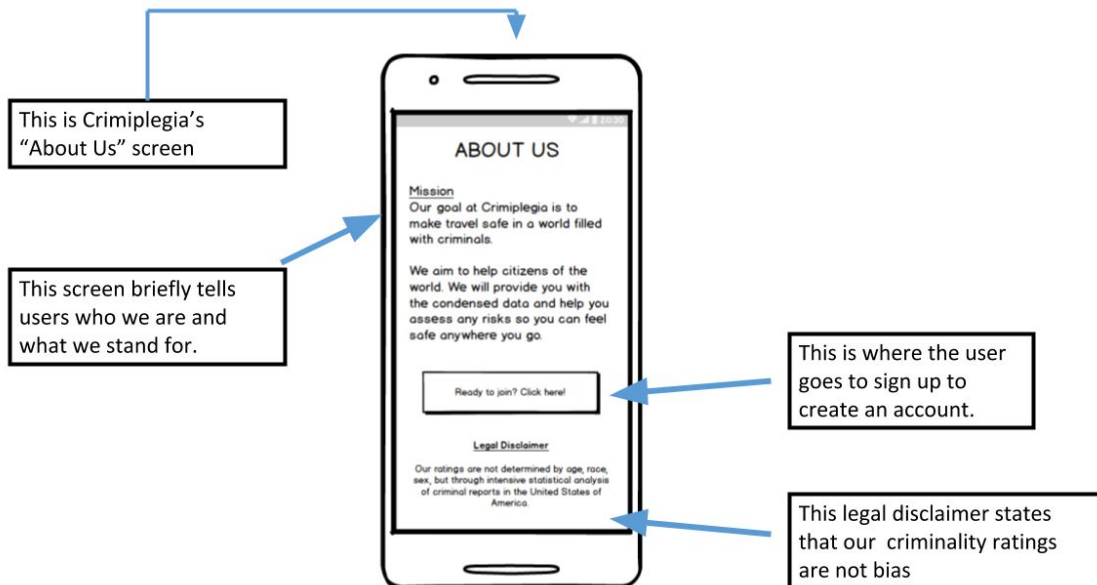 This is Crimiplegia’s
“About Us” screen
This screen briefly tells
users who we are and
what we stand for.
20:30
ABOUT US
Mission
Our goal at Crimiplegia is to
make travel safe in a world filled
with criminals.
We aim to help citizens of the
world. We will provide you with
the condensed data and help you
assess any risks so you can feel
safe anywhere you go.
Ready to join? Click here!
Legal Disclaimer
Our ratings are not determined by age, race,
sex, but through intensive statistical analysis
of criminal reports in the United States of
America.
This is where the user
goes to sign up to
create an account.
This legal disclaimer states
that our criminality ratings
are not bias